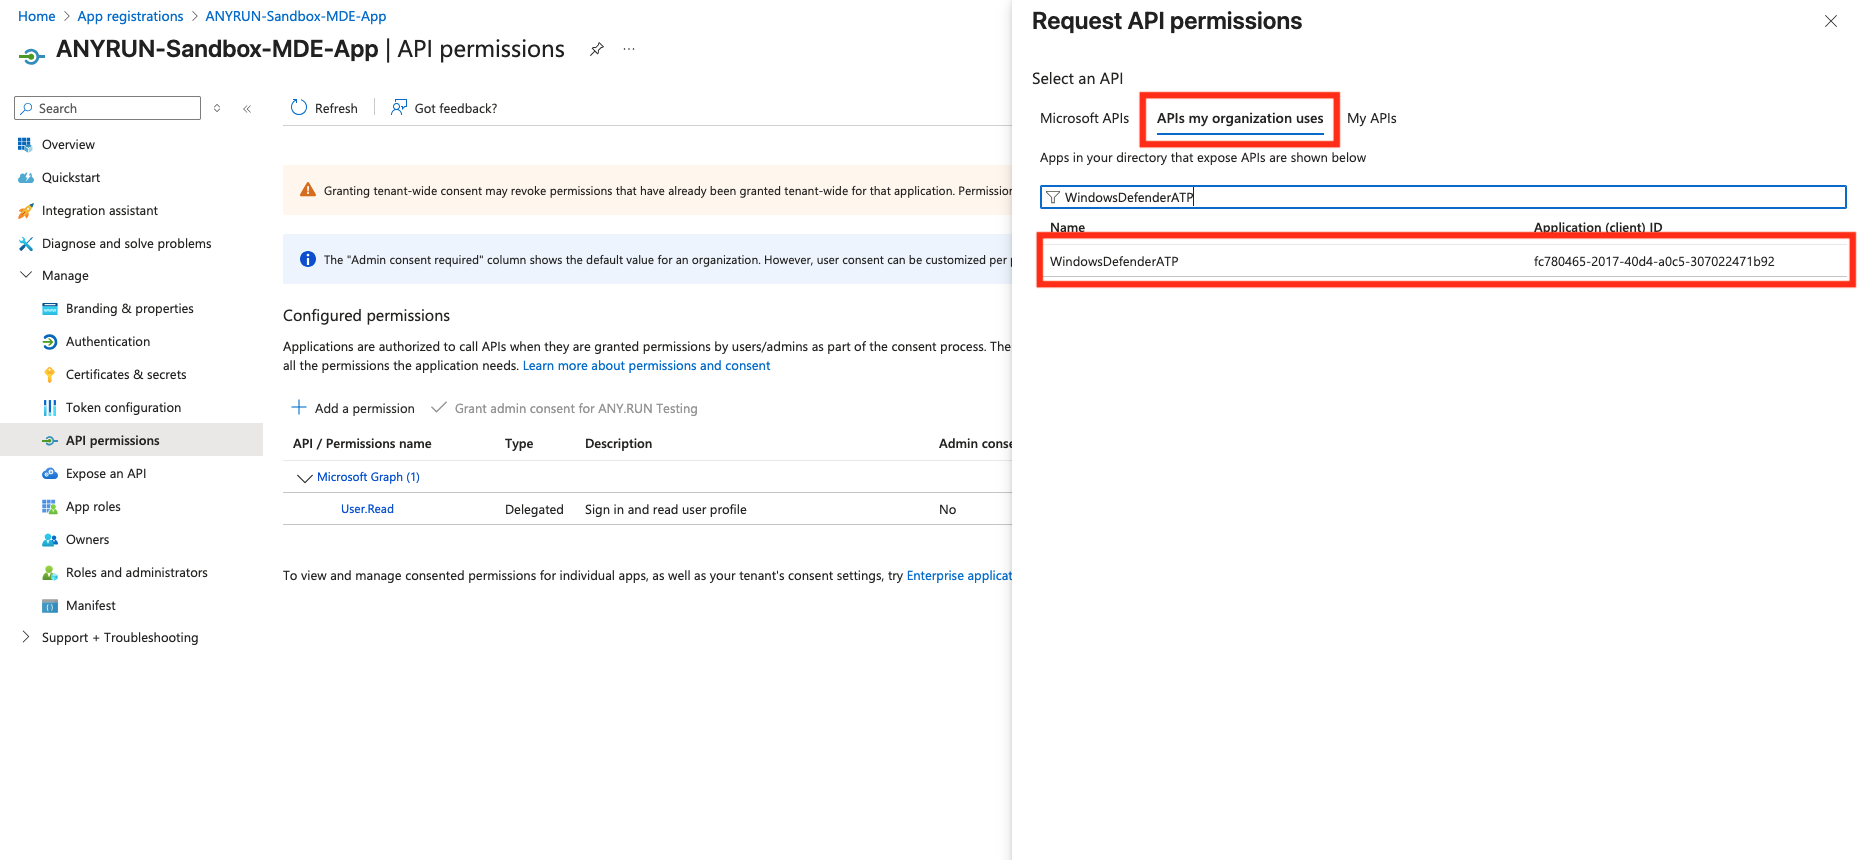 Home > App registrations > ANYRUN-Sandbox-MDE-App
ANYRUN-Sandbox-MDE-App | API permissions
Search
Overview
Quickstart
Integration assistant
Diagnose and solve problems
Manage
Branding & properties
Authentication
Certificates & secrets
Token configuration
API permissions
Expose an API
App roles
Owners
Roles and administrators
Manifest
Support + Troubleshooting
Refresh
Got feedback?
Granting tenant-wide consent may revoke permissions that have already been granted tenant-wide for that application. Permission
The "Admin consent required" column shows the default value for an organization. However, user consent can be customized per
Configured permissions
Applications are authorized to call APIs when they are granted permissions by users/admins as part of the consent process. The
all the permissions the application needs. Learn more about permissions and consent
Add a permission
Grant admin consent for ANY.RUN Testing
API / Permissions name Type Description Admin conse
Microsoft Graph (1)
User.Read Delegated Sign in and read user profile No
To view and manage consented permissions for individual apps, as well as your tenant's consent settings, try Enterprise applicat
Request API permissions
Select an API
Microsoft APIs APIs my organization uses My APIs
Apps in your directory that expose APIs are shown below
WindowsDefenderATP
Name Application (client) ID
WindowsDefenderATP fc780465-2017-40d4-a0c5-307022471b92